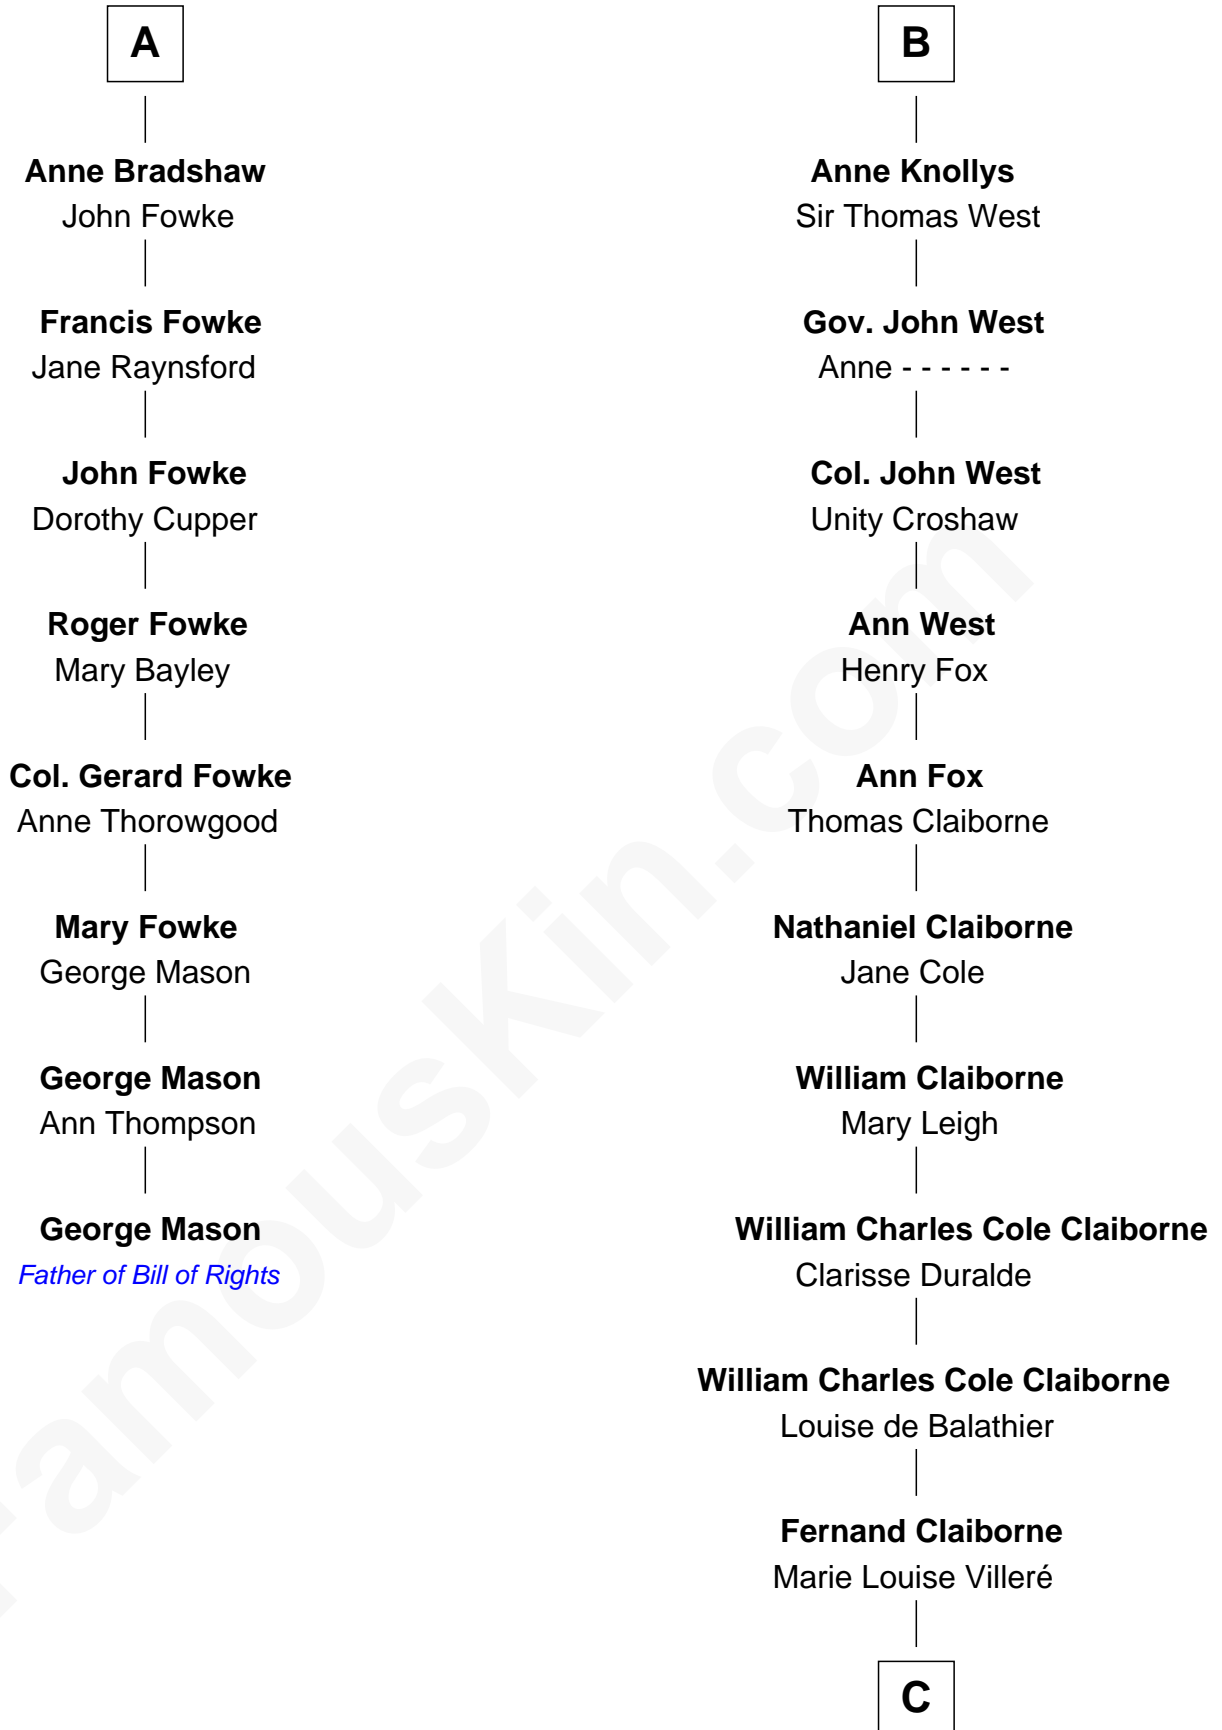 A
Anne Bradshaw
John Fowke
Francis Fowke
Jane Raynsford
John Fowke
Dorothy Cupper
Roger Fowke
Mary Bayley
Col. Gerard Fowke
Anne Thorowgood
Mary Fowke
George Mason
George Mason
Ann Thompson
George Mason
Father of Bill of Rights
B
Anne Knollys
Sir Thomas West
Gov. John West
Anne - - - - - -
Col. John West
Unity Croshaw
Ann West
Henry Fox
Ann Fox
Thomas Claiborne
Nathaniel Claiborne
Jane Cole
William Claiborne
Mary Leigh
William Charles Cole Claiborne
Clarisse Duralde
William Charles Cole Claiborne
Louise de Balathier
Fernand Claiborne
Marie Louise Villeré
C
FamousKin.com